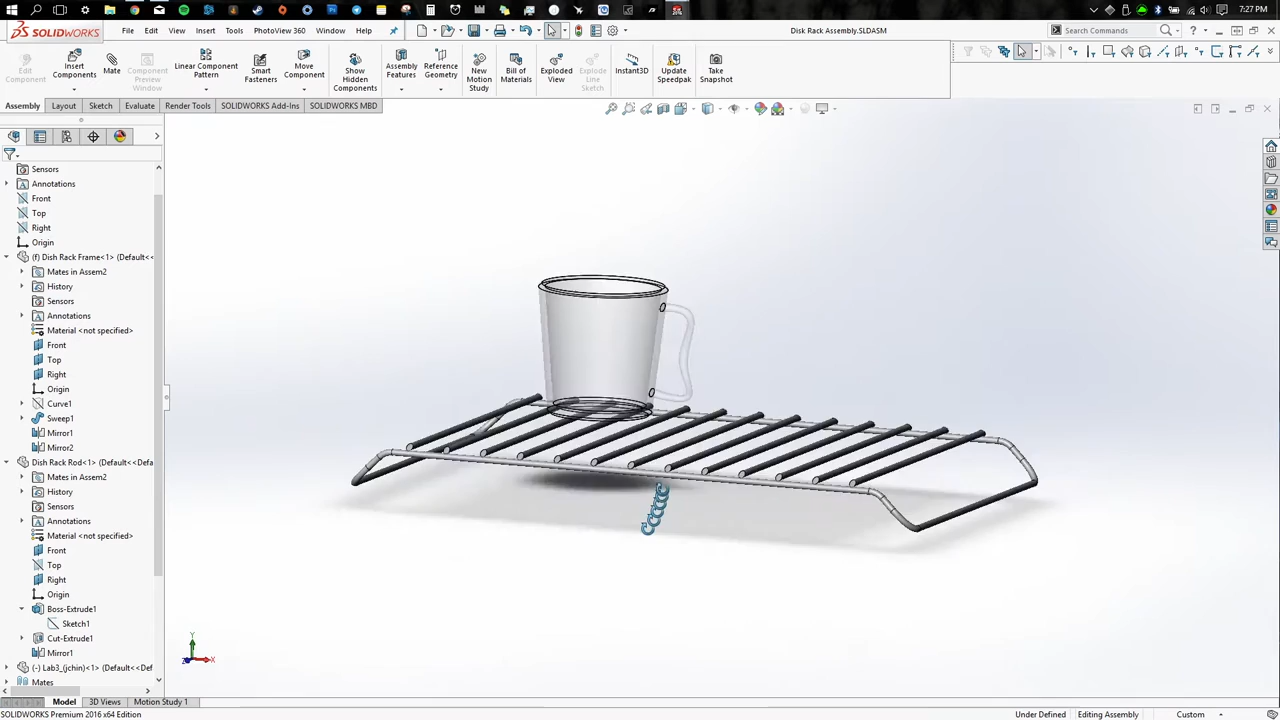 7:27 PM
SOLIDWORKS File Edit View Insert Tools PhotoView 360 Window Help Disk Rack Assembly.SLDASM Search Commands
Edit Component
Insert Components
Mate
Component Preview Window
Linear Component Pattern
Smart Fasteners
Move Component
Show Hidden Components
Assembly Features
Reference Geometry
New Motion Study
Bill of Materials
Exploded View
Explode Line Sketch
Instant3D
Update Speedpak
Take Snapshot
Assembly Layout Sketch Evaluate Render Tools SOLIDWORKS Add-Ins SOLIDWORKS MBD
Sensors
Annotations
Front
Top
Right
Origin
(f) Dish Rack Frame<1> (Default<<
Mates in Assem2
History
Sensors
Annotations
Material <not specified>
Front
Top
Right
Origin
Curve1
Sweep1
Mirror1
Mirror2
Dish Rack Rod<1> (Default<<Def
Mates in Assem2
History
Sensors
Annotations
Material <not specified>
Front
Top
Right
Origin
Boss-Extrude1
Sketch1
Cut-Extrude1
Mirror1
(-) Lab3_(jchin)<1> (Default<<Def
Mates
Y
X
Z
Model 3D Views Motion Study 1
SOLIDWORKS Premium 2016 x64 Edition Under Defined Editing Assembly Custom